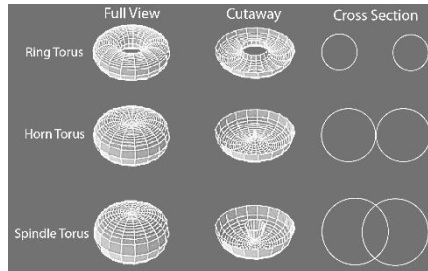 Full View Cutaway Cross Section
Ring Torus
Horn Torus
Spindle Torus